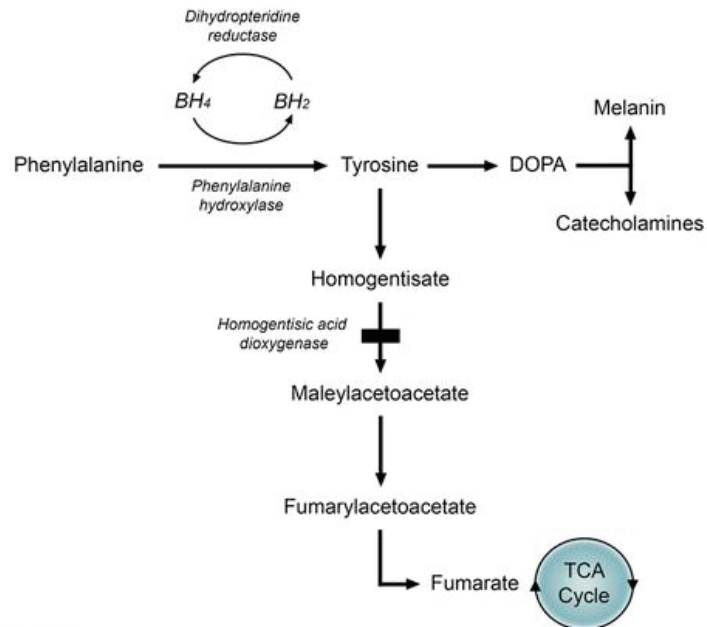 Dihydropteridine
reductase
BH4
BH2
Melanin
Phenylalanine
Tyrosine
DOPA
Phenylalanine
hydroxylase
Catecholamines
Homogentisate
Homogentisic acid
dioxygenase
Maleylacetoacetate
Fumarylacetoacetate
Fumarate
TCA
Cycle